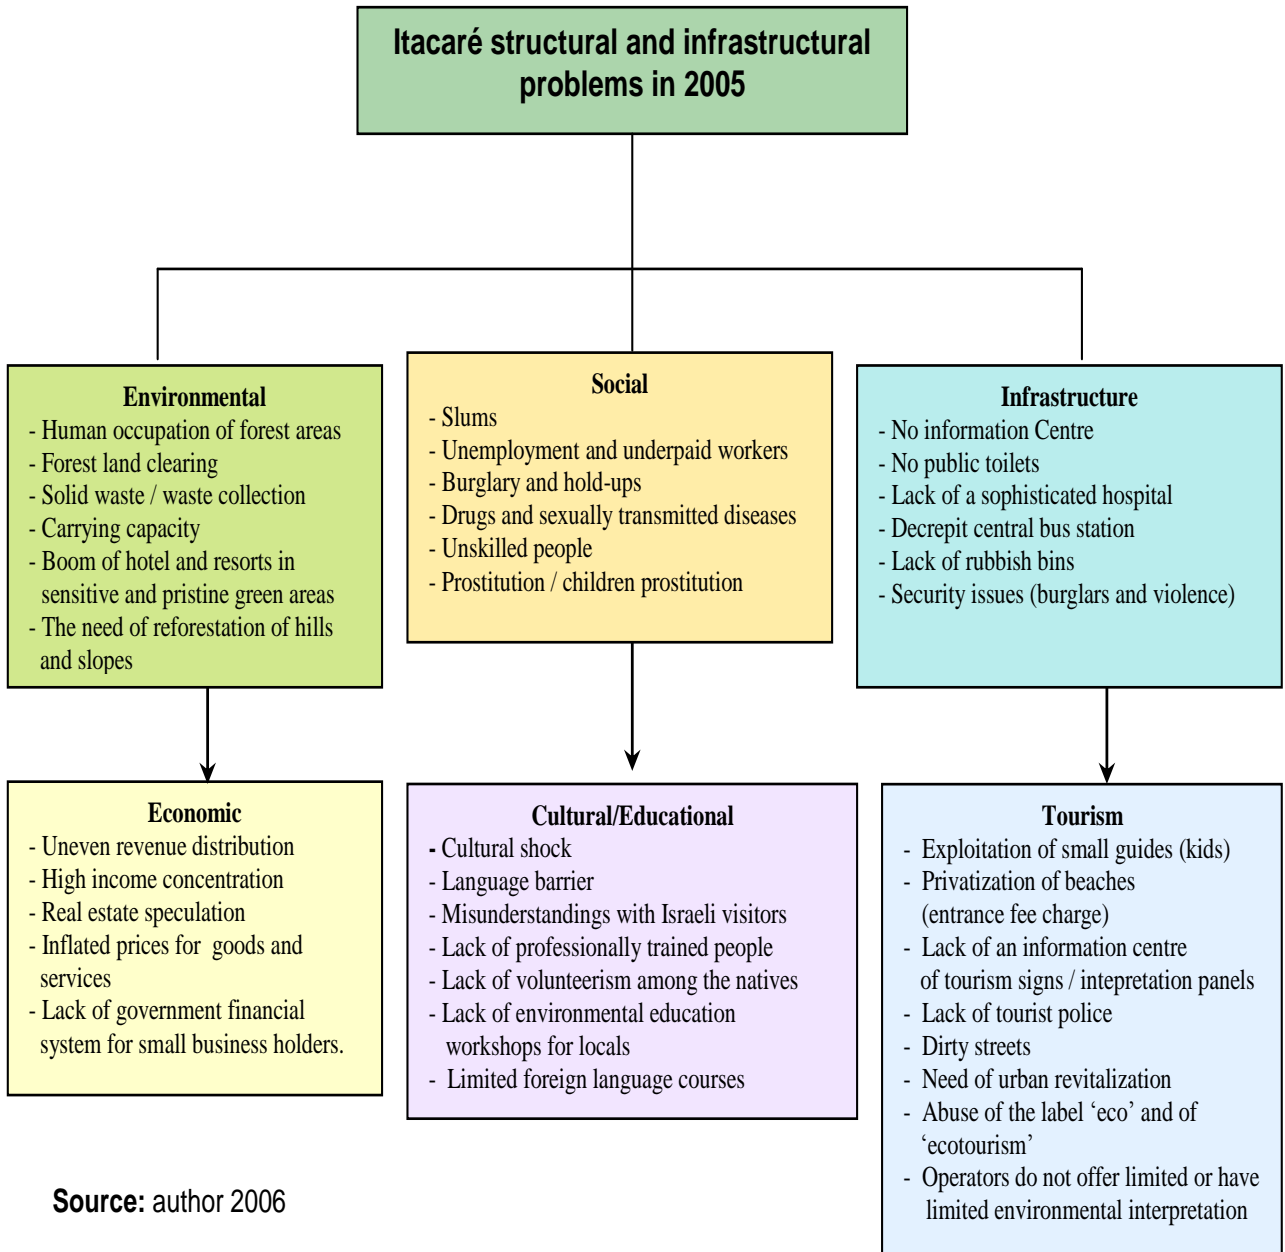 Itacaré structural and infrastructural
problems in 2005
Environmental
- Human occupation of forest areas
- Forest land clearing
- Solid waste / waste collection
- Carrying capacity
- Boom of hotel and resorts in
sensitive and pristine green areas
- The need of reforestation of hills
and slopes
Social
- Slums
- Unemployment and underpaid workers
- Burglary and hold-ups
- Drugs and sexually transmitted diseases
- Unskilled people
- Prostitution / children prostitution
Infrastructure
- No information Centre
- No public toilets
- Lack of a sophisticated hospital
- Decrepit central bus station
- Lack of rubbish bins
- Security issues (burglars and violence)
Economic
- Uneven revenue distribution
- High income concentration
- Real estate speculation
- Inflated prices for goods and
services
- Lack of government financial
system for small business holders.
Cultural/Educational
- Cultural shock
- Language barrier
- Misunderstandings with Israeli visitors
- Lack of professionally trained people
- Lack of volunteerism among the natives
- Lack of environmental education
workshops for locals
- Limited foreign language courses
Tourism
- Exploitation of small guides (kids)
- Privatization of beaches
(entrance fee charge)
- Lack of an information centre
of tourism signs / intepretation panels
- Lack of tourist police
- Dirty streets
- Need of urban revitalization
- Abuse of the label ‘eco’ and of
‘ecotourism’
- Operators do not offer limited or have
limited environmental interpretation
Source: author 2006